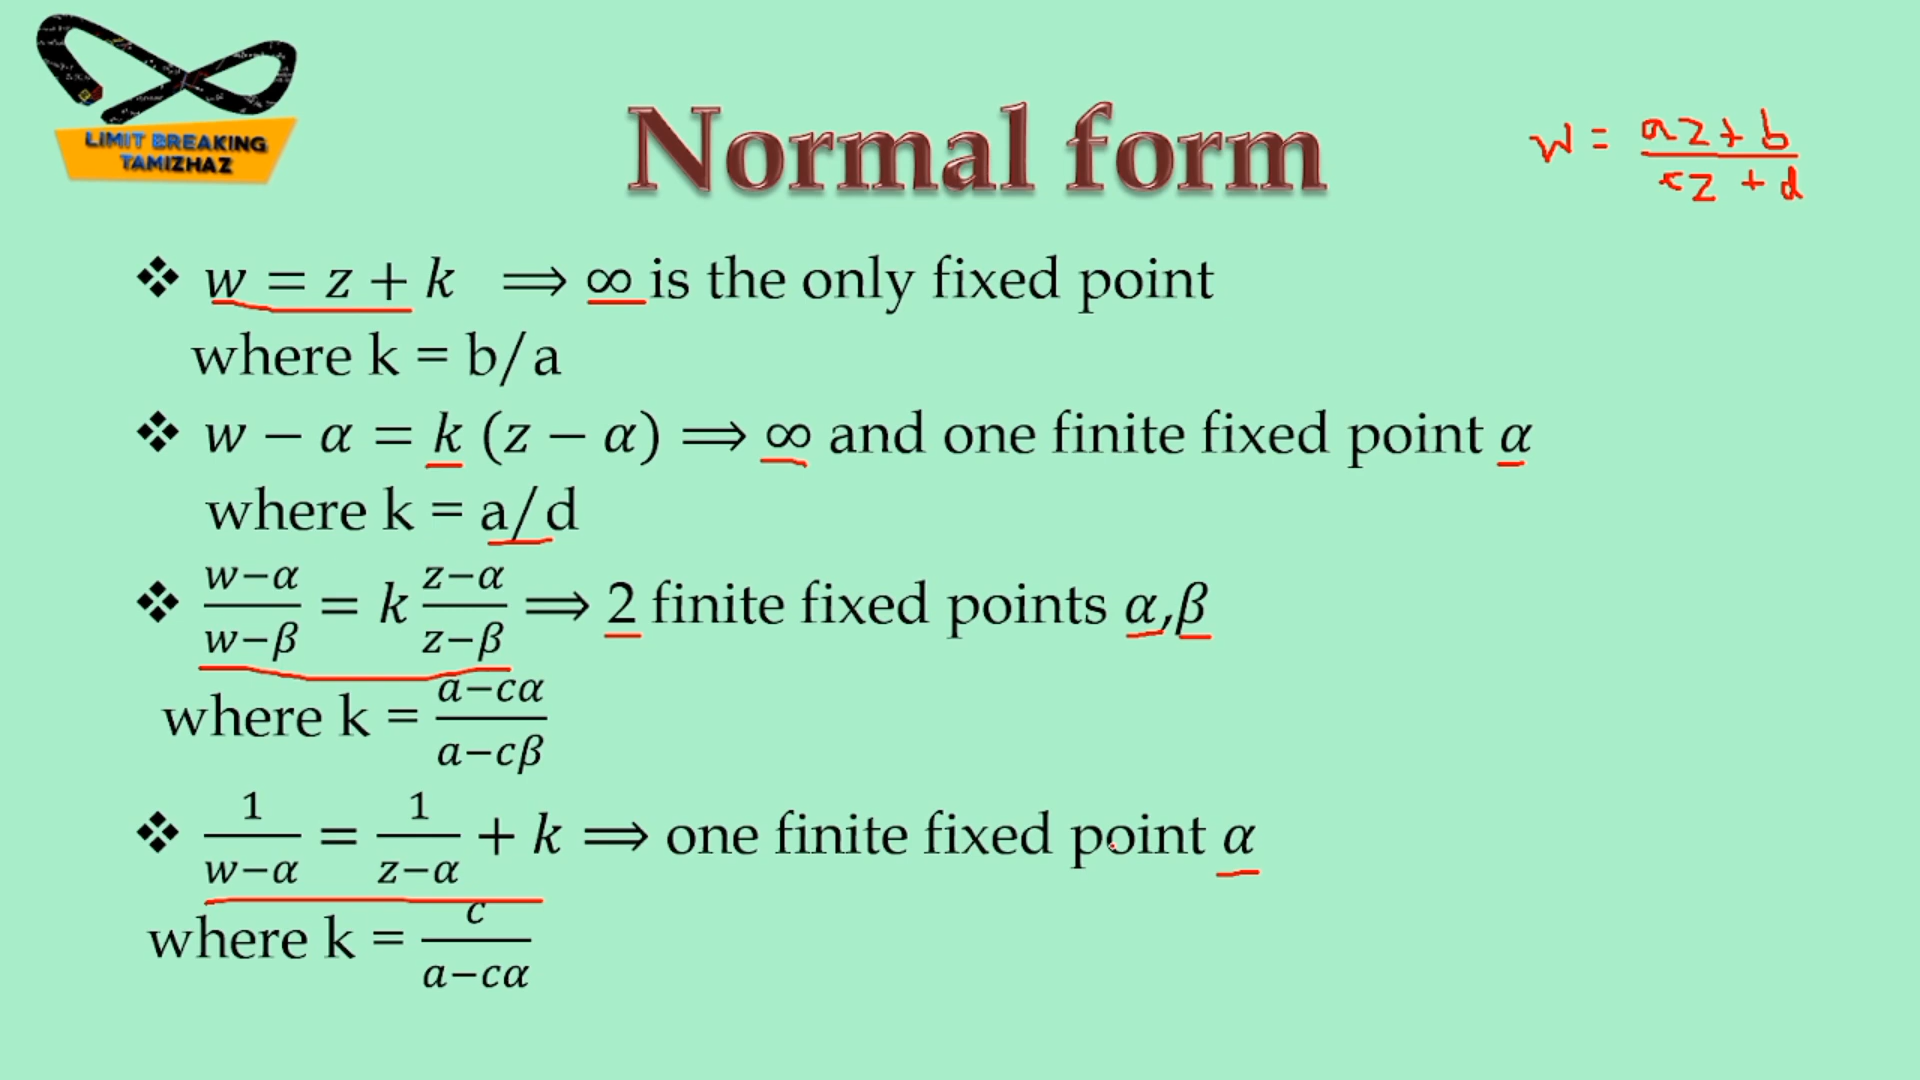 LIMIT BREAKING
TAMIZHAZ
Normal form
w = az + b / cz + d
❖ w = z + k ⟹ ∞ is the only fixed point
where k = b/a
❖ w − α = k (z − α) ⟹ ∞ and one finite fixed point α
where k = a/d
❖ w−α / w−β = k z−α / z−β ⟹ 2 finite fixed points α,β
where k = a−cα / a−cβ
❖ 1 / w−α = 1 / z−α + k ⟹ one finite fixed point α
where k = c / a−cα